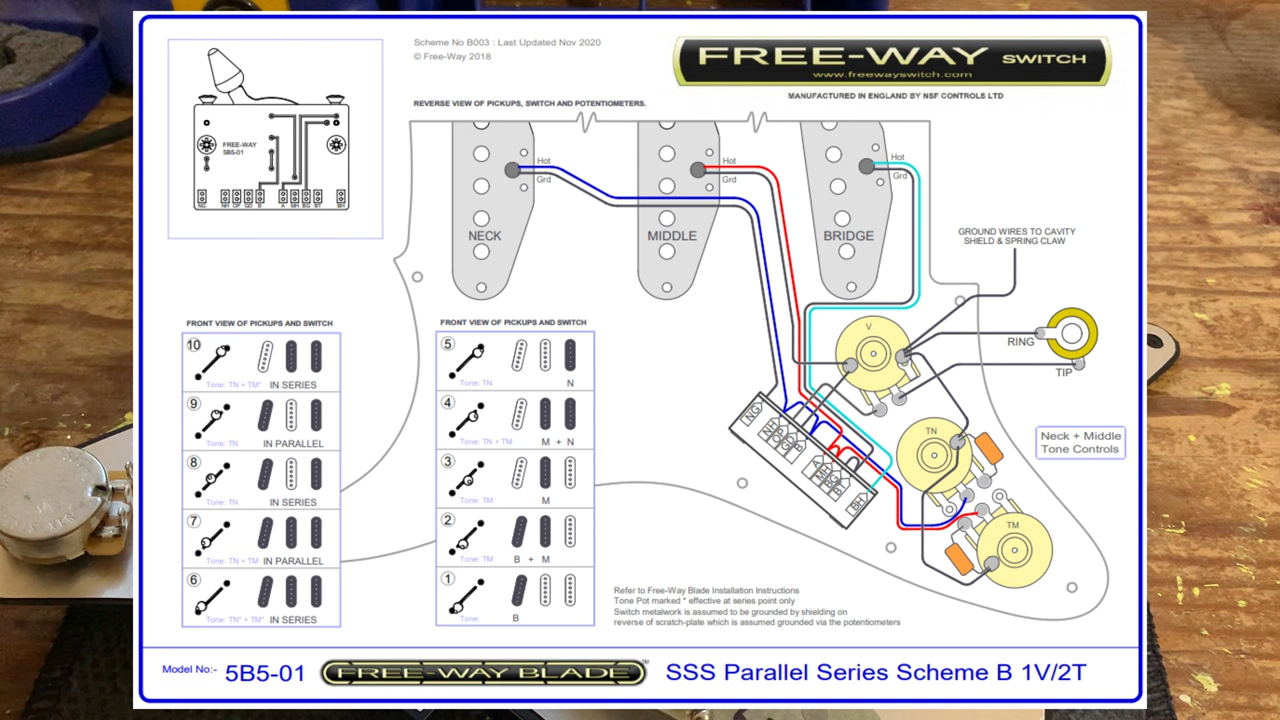 Scheme No B003 : Last Updated Nov 2020
© Free-Way 2018
FREE-WAY SWITCH
www.freewayswitch.com
MANUFACTURED IN ENGLAND BY NSF CONTROLS LTD
REVERSE VIEW OF PICKUPS, SWITCH AND POTENTIOMETERS.
FREE-WAY
5B5-01
Hot
Grd
Hot
Grd
Hot
Grd
NECK
MIDDLE
BRIDGE
GROUND WIRES TO CAVITY
SHIELD & SPRING CLAW
V
RING
TIP
NG
BH
TN
TM
Neck + Middle
Tone Controls
FRONT VIEW OF PICKUPS AND SWITCH
10
Tone: TN + TM* IN SERIES
9
Tone: TN IN PARALLEL
8
Tone: TN IN SERIES
7
Tone: TN + TM IN PARALLEL
6
Tone: TN* + TM* IN SERIES
FRONT VIEW OF PICKUPS AND SWITCH
5
Tone: TN N
4
Tone: TN + TM M + N
3
Tone: TM M
2
Tone: TM B + M
1
Tone: B
Refer to Free-Way Blade Installation Instructions
Tone Pot marked * effective at series point only
Switch metalwork is assumed to be grounded by shielding on
reverse of scratch-plate which is assumed grounded via the potentiometers
Model No:- 5B5-01 FREE-WAY BLADE ™ SSS Parallel Series Scheme B 1V/2T